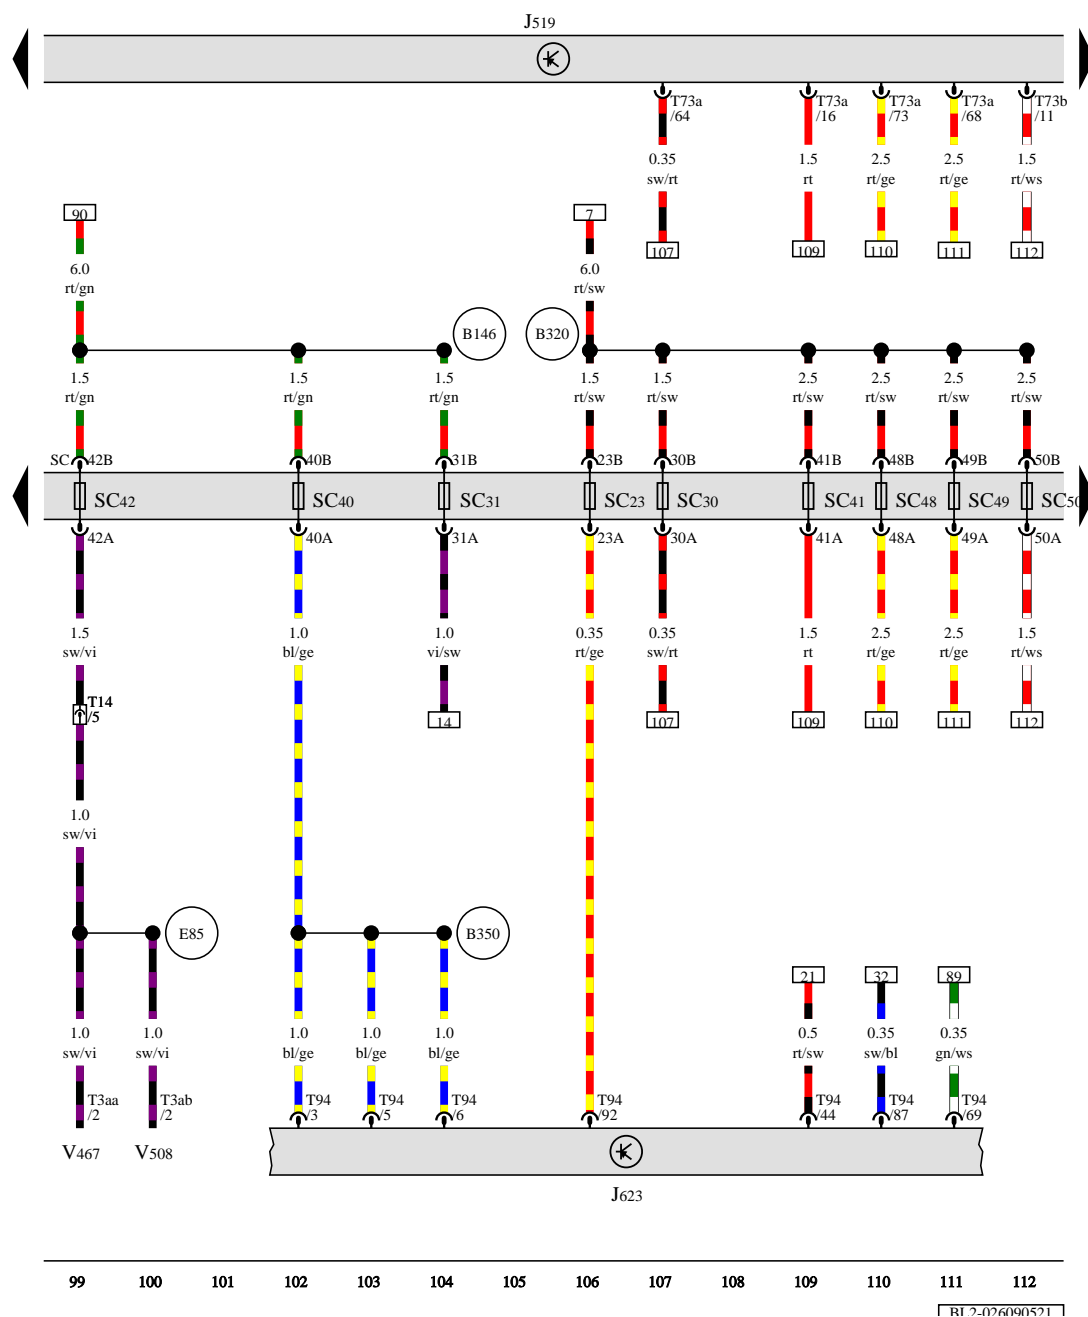 J519
T73a T73a T73a T73a T73b
/64 /16 /73 /68 /11
0.35 1.5 2.5 2.5 1.5
sw/rt rt rt/ge rt/ge rt/ws
90 7
107 109 110 111 112
6.0 6.0
rt/gn rt/sw
B146 B320
1.5 1.5 1.5 1.5 1.5 2.5 2.5 2.5 2.5
rt/gn rt/gn rt/gn rt/sw rt/sw rt/sw rt/sw rt/sw rt/sw
SC 42B 40B 31B 23B 30B 41B 48B 49B 50B
SC42 SC40 SC31 SC23 SC30 SC41 SC48 SC49 SC50
42A 40A 31A 23A 30A 41A 48A 49A 50A
1.5 1.0 1.0 0.35 0.35 1.5 2.5 2.5 1.5
sw/vi bl/ge vi/sw rt/ge sw/rt rt rt/ge rt/ge rt/ws
T14
/5 14 107 109 110 111 112
1.0
sw/vi
E85 B350
21 32 89
1.0 1.0 1.0 1.0 1.0 0.5 0.35 0.35
sw/vi sw/vi bl/ge bl/ge bl/ge rt/sw sw/bl gn/ws
T3aa T3ab T94 T94 T94 T94 T94 T94 T94
/2 /2 /3 /5 /6 /92 /44 /87 /69
V467 V508
J623
99 100 101 102 103 104 105 106 107 108 109 110 111 112
BL2-026090521